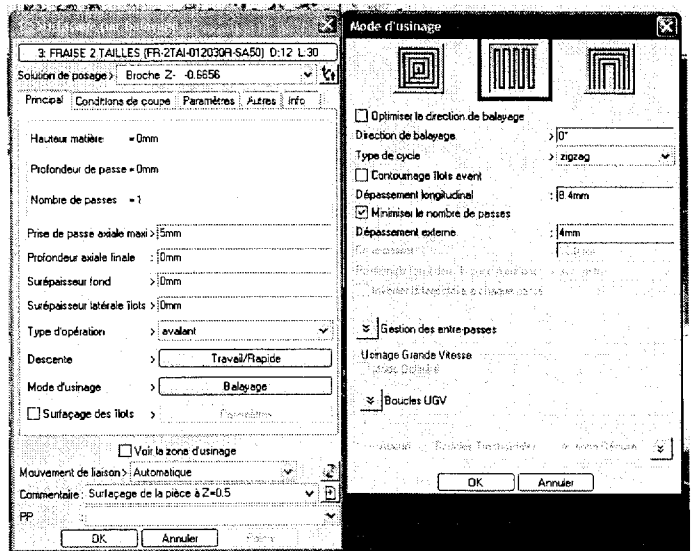 3: FRAISE 2 TAILLES (FR-2TAI-012030R-SA50) D:12 L:30
Solution de posage > Broche Z- -0.6656
Principal Conditions de coupe Paramètres Autres Info
Hauteur matière = 0mm
Profondeur de passe = 0mm
Nombre de passes = 1
Prise de passe axiale maxi > 5mm
Profondeur axiale finale : 0mm
Surépaisseur fond > 0mm
Surépaisseur latérale îlots > 0mm
Type d'opération > avalant
Descente > Travail/Rapide
Mode d'usinage > Balayage
Surfaçage des îlots > Paramètres
Voir la zone d'usinage
Mouvement de liaison > Automatique
Commentaire : Surfaçage de la pièce à Z=0.5
PP :
OK Annuler
Mode d'usinage
Optimiser la direction de balayage
Direction de balayage > 0°
Type de cycle > zigzag
Contournage îlots avant
Dépassement longitudinal : 8.4mm
Minimiser le nombre de passes
Dépassement externe : 4mm
Gestion des entre-passes
Usinage Grande Vitesse
Boucles UGV
OK Annuler